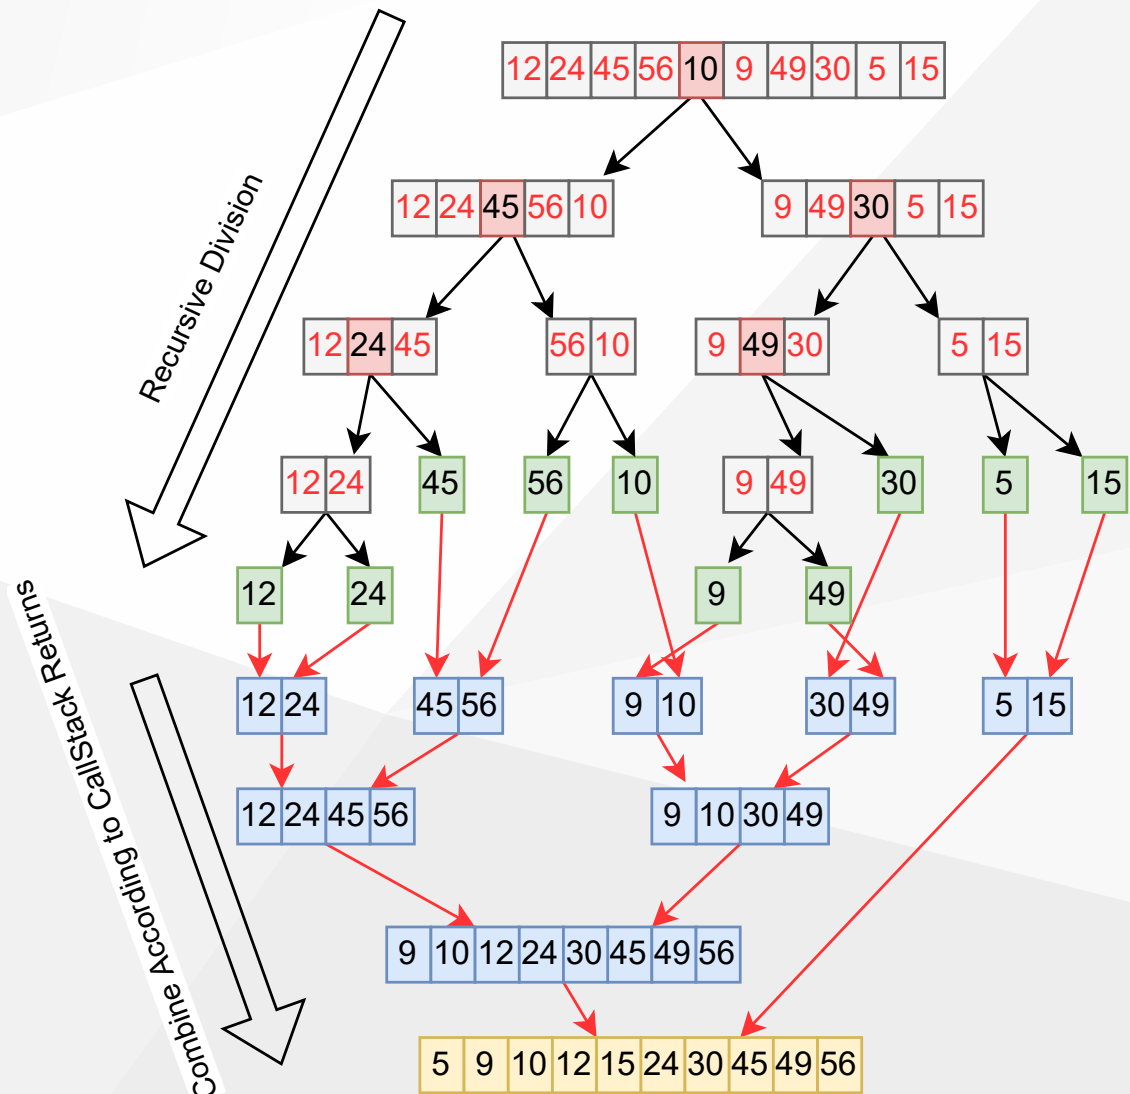 12 24 45 56 10 9 49 30 5 15
Recursive Division
12 24 45 56 10
9 49 30 5 15
12 24 45
56 10
9 49 30
5 15
12 24
45
56
10
9 49
30
5
15
12
24
9
49
Combine According to CallStack Returns
12 24
45 56
9 10
30 49
5 15
12 24 45 56
9 10 30 49
9 10 12 24 30 45 49 56
5 9 10 12 15 24 30 45 49 56